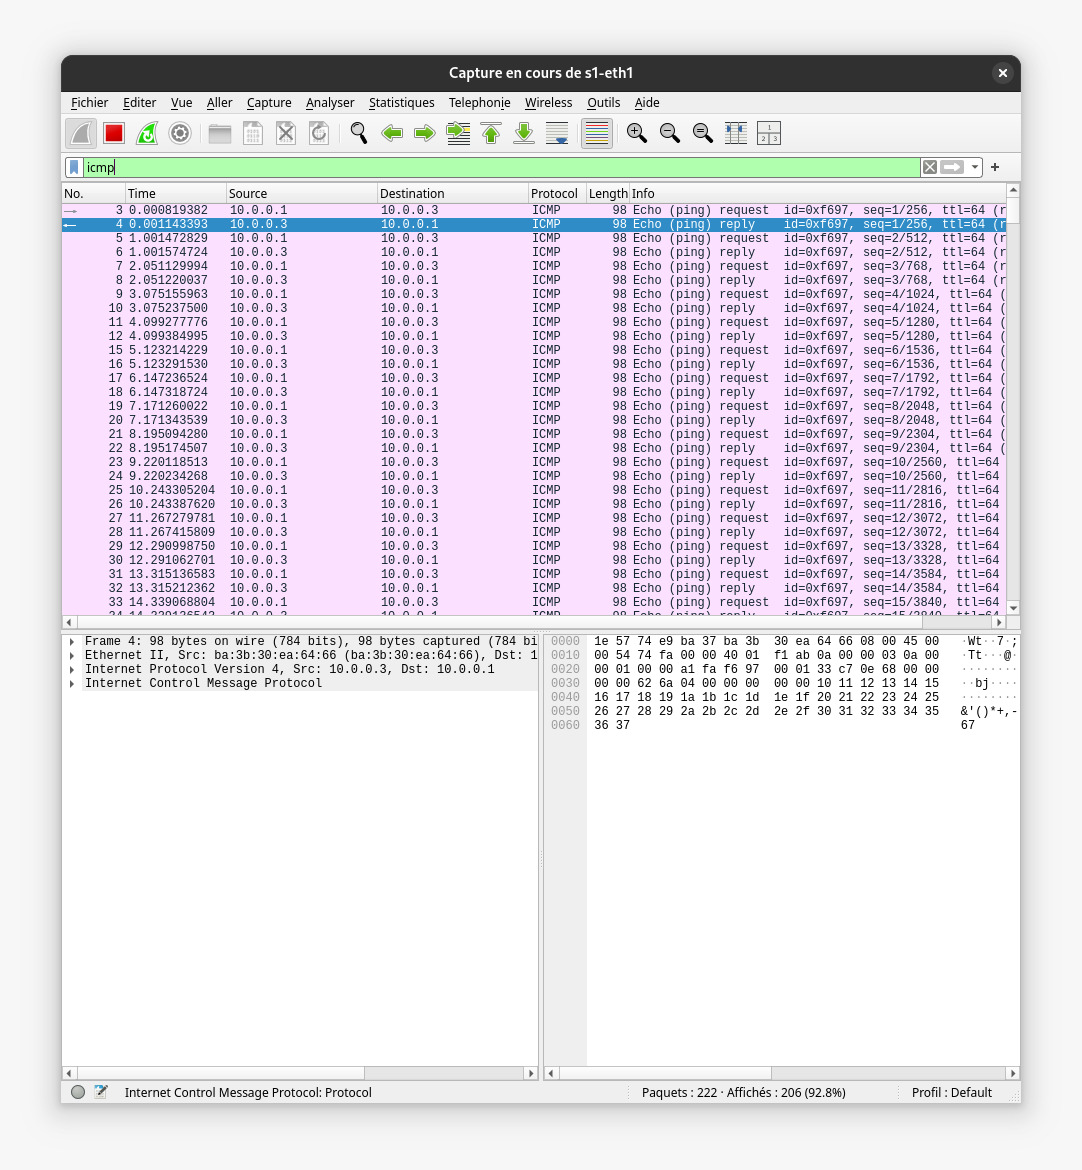 Capture en cours de s1-eth1
Fichier Editer Vue Aller Capture Analyser Statistiques Telephonie Wireless Outils Aide
icmp
No. Time Source Destination Protocol Length Info
3 0.000819382 10.0.0.1 10.0.0.3 ICMP 98 Echo (ping) request id=0xf697, seq=1/256, ttl=64 (r
4 0.001143393 10.0.0.3 10.0.0.1 ICMP 98 Echo (ping) reply id=0xf697, seq=1/256, ttl=64 (r
5 1.001472829 10.0.0.1 10.0.0.3 ICMP 98 Echo (ping) request id=0xf697, seq=2/512, ttl=64 (r
6 1.001574724 10.0.0.3 10.0.0.1 ICMP 98 Echo (ping) reply id=0xf697, seq=2/512, ttl=64 (r
7 2.051129994 10.0.0.1 10.0.0.3 ICMP 98 Echo (ping) request id=0xf697, seq=3/768, ttl=64 (r
8 2.051220037 10.0.0.3 10.0.0.1 ICMP 98 Echo (ping) reply id=0xf697, seq=3/768, ttl=64 (r
9 3.075155963 10.0.0.1 10.0.0.3 ICMP 98 Echo (ping) request id=0xf697, seq=4/1024, ttl=64 (
10 3.075237500 10.0.0.3 10.0.0.1 ICMP 98 Echo (ping) reply id=0xf697, seq=4/1024, ttl=64 (
11 4.099277776 10.0.0.1 10.0.0.3 ICMP 98 Echo (ping) request id=0xf697, seq=5/1280, ttl=64 (
12 4.099384995 10.0.0.3 10.0.0.1 ICMP 98 Echo (ping) reply id=0xf697, seq=5/1280, ttl=64 (
15 5.123214229 10.0.0.1 10.0.0.3 ICMP 98 Echo (ping) request id=0xf697, seq=6/1536, ttl=64 (
16 5.123291530 10.0.0.3 10.0.0.1 ICMP 98 Echo (ping) reply id=0xf697, seq=6/1536, ttl=64 (
17 6.147236524 10.0.0.1 10.0.0.3 ICMP 98 Echo (ping) request id=0xf697, seq=7/1792, ttl=64 (
18 6.147318724 10.0.0.3 10.0.0.1 ICMP 98 Echo (ping) reply id=0xf697, seq=7/1792, ttl=64 (
19 7.171260022 10.0.0.1 10.0.0.3 ICMP 98 Echo (ping) request id=0xf697, seq=8/2048, ttl=64 (
20 7.171343539 10.0.0.3 10.0.0.1 ICMP 98 Echo (ping) reply id=0xf697, seq=8/2048, ttl=64 (
21 8.195094280 10.0.0.1 10.0.0.3 ICMP 98 Echo (ping) request id=0xf697, seq=9/2304, ttl=64 (
22 8.195174507 10.0.0.3 10.0.0.1 ICMP 98 Echo (ping) reply id=0xf697, seq=9/2304, ttl=64 (
23 9.220118513 10.0.0.1 10.0.0.3 ICMP 98 Echo (ping) request id=0xf697, seq=10/2560, ttl=64
24 9.220234268 10.0.0.3 10.0.0.1 ICMP 98 Echo (ping) reply id=0xf697, seq=10/2560, ttl=64
25 10.243305204 10.0.0.1 10.0.0.3 ICMP 98 Echo (ping) request id=0xf697, seq=11/2816, ttl=64
26 10.243387620 10.0.0.3 10.0.0.1 ICMP 98 Echo (ping) reply id=0xf697, seq=11/2816, ttl=64
27 11.267279781 10.0.0.1 10.0.0.3 ICMP 98 Echo (ping) request id=0xf697, seq=12/3072, ttl=64
28 11.267415809 10.0.0.3 10.0.0.1 ICMP 98 Echo (ping) reply id=0xf697, seq=12/3072, ttl=64
29 12.290998750 10.0.0.1 10.0.0.3 ICMP 98 Echo (ping) request id=0xf697, seq=13/3328, ttl=64
30 12.291062701 10.0.0.3 10.0.0.1 ICMP 98 Echo (ping) reply id=0xf697, seq=13/3328, ttl=64
31 13.315136583 10.0.0.1 10.0.0.3 ICMP 98 Echo (ping) request id=0xf697, seq=14/3584, ttl=64
32 13.315212362 10.0.0.3 10.0.0.1 ICMP 98 Echo (ping) reply id=0xf697, seq=14/3584, ttl=64
33 14.339068804 10.0.0.1 10.0.0.3 ICMP 98 Echo (ping) request id=0xf697, seq=15/3840, ttl=64
Frame 4: 98 bytes on wire (784 bits), 98 bytes captured (784 bi
Ethernet II, Src: ba:3b:30:ea:64:66 (ba:3b:30:ea:64:66), Dst: 1
Internet Protocol Version 4, Src: 10.0.0.3, Dst: 10.0.0.1
Internet Control Message Protocol
0000 1e 57 74 e9 ba 37 ba 3b 30 ea 64 66 08 00 45 00 ·Wt··7·;
0010 00 54 74 fa 00 00 40 01 f1 ab 0a 00 00 03 0a 00 ·Tt···@·
0020 00 01 00 00 a1 fa f6 97 00 01 33 c7 0e 68 00 00 ········
0030 00 00 62 6a 04 00 00 00 00 00 10 11 12 13 14 15 ··bj····
0040 16 17 18 19 1a 1b 1c 1d 1e 1f 20 21 22 23 24 25 ········
0050 26 27 28 29 2a 2b 2c 2d 2e 2f 30 31 32 33 34 35 &'()*+,-
0060 36 37 67
Internet Control Message Protocol: Protocol Paquets : 222 · Affichés : 206 (92.8%) Profil : Default